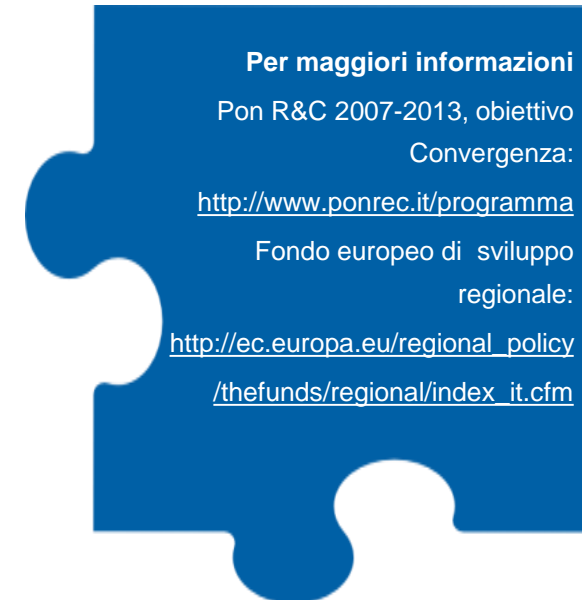 Per maggiori informazioni
Pon R&C 2007-2013, obiettivo
Convergenza:
http://www.ponrec.it/programma
Fondo europeo di sviluppo
regionale:
http://ec.europa.eu/regional_policy
/thefunds/regional/index_it.cfm